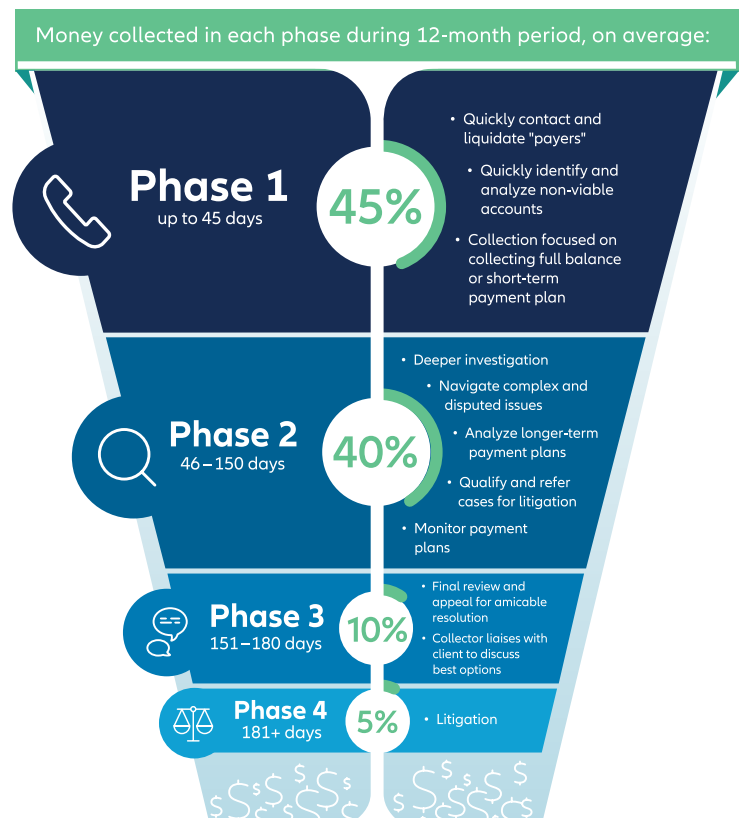 Money collected in each phase during 12-month period, on average:
Phase 1
up to 45 days
45%
• Quickly contact and
liquidate "payers"
• Quickly identify and
analyze non-viable
accounts
• Collection focused on
collecting full balance
or short-term
payment plan
Phase 2
46–150 days
40%
• Deeper investigation
• Navigate complex and
disputed issues
• Analyze longer-term
payment plans
• Qualify and refer
cases for litigation
• Monitor payment
plans
Phase 3
151–180 days
10%
• Final review and
appeal for amicable
resolution
• Collector liaises with
client to discuss
best options
Phase 4
181+ days
5%
• Litigation